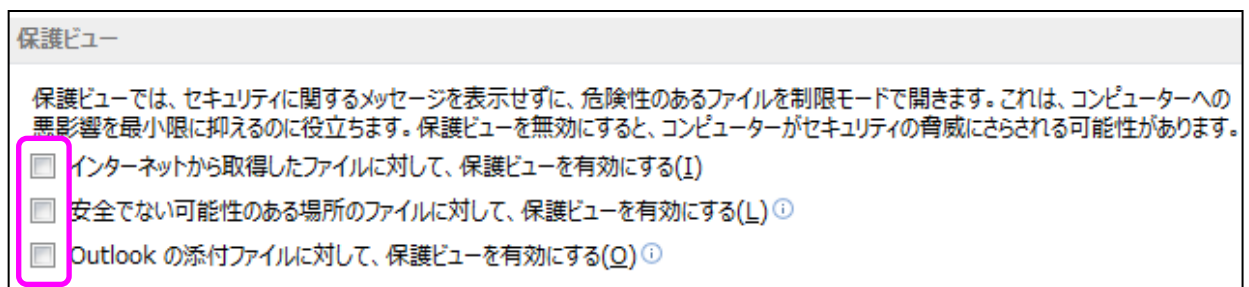 保護ビュー
保護ビューでは、セキュリティに関するメッセージを表示せずに、危険性のあるファイルを制限モードで開きます。これは、コンピューターへの
悪影響を最小限に抑えるのに役立ちます。保護ビューを無効にすると、コンピューターがセキュリティの脅威にさらされる可能性があります。
インターネットから取得したファイルに対して、保護ビューを有効にする(I)
安全でない可能性のある場所のファイルに対して、保護ビューを有効にする(L)
Outlook の添付ファイルに対して、保護ビューを有効にする(O)